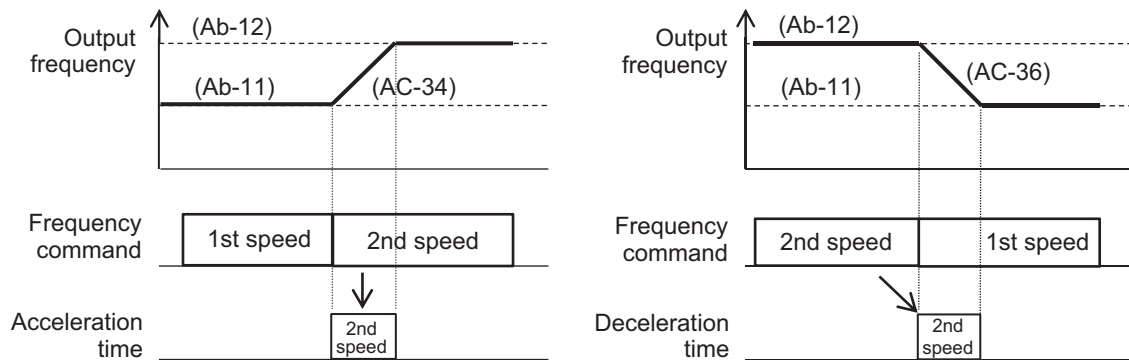 Output
frequency
(Ab-12)
(Ab-11)
(AC-34)
Frequency
command
1st speed
2nd speed
Acceleration
time
2nd
speed
Output
frequency
(Ab-12)
(Ab-11)
(AC-36)
Frequency
command
2nd speed
1st speed
Deceleration
time
2nd
speed